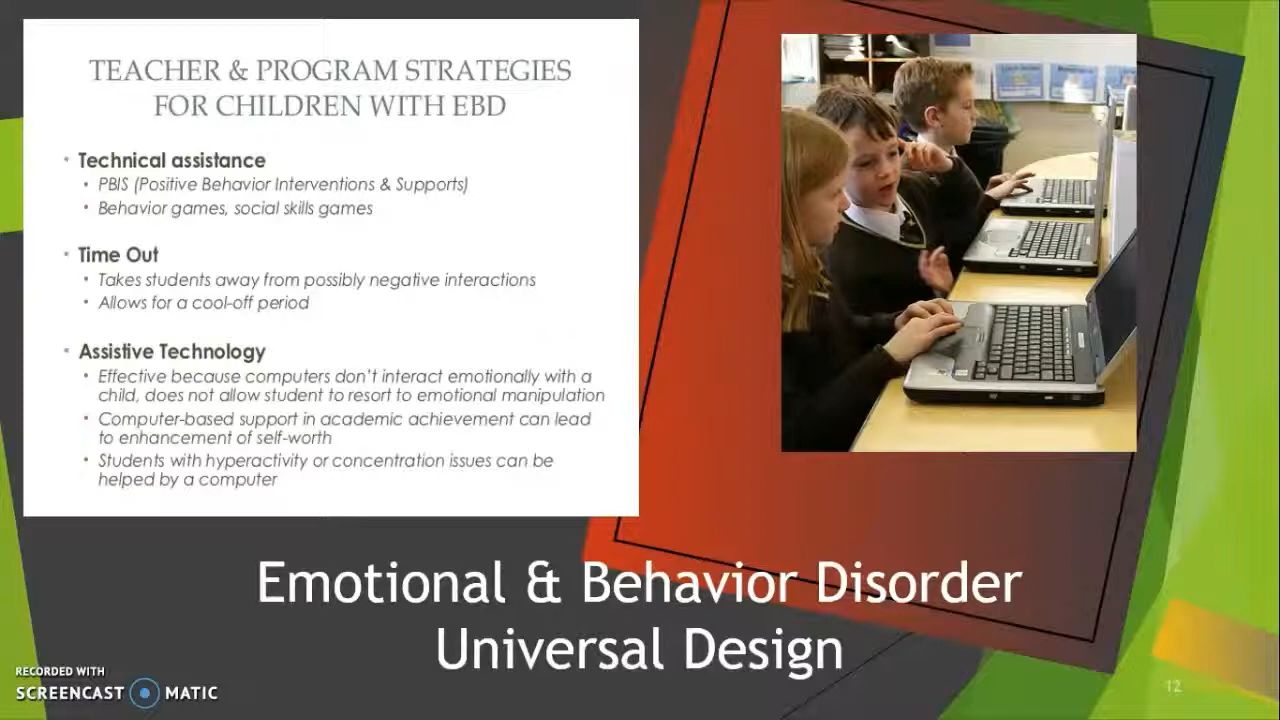 TEACHER & PROGRAM STRATEGIES
FOR CHILDREN WITH EBD
• Technical assistance
• PBIS (Positive Behavior Interventions & Supports)
• Behavior games, social skills games
• Time Out
• Takes students away from possibly negative interactions
• Allows for a cool-off period
• Assistive Technology
• Effective because computers don't interact emotionally with a
child, does not allow student to resort to emotional manipulation
• Computer-based support in academic achievement can lead
to enhancement of self-worth
• Students with hyperactivity or concentration issues can be
helped by a computer
Emotional & Behavior Disorder
Universal Design
RECORDED WITH
SCREENCAST MATIC
12